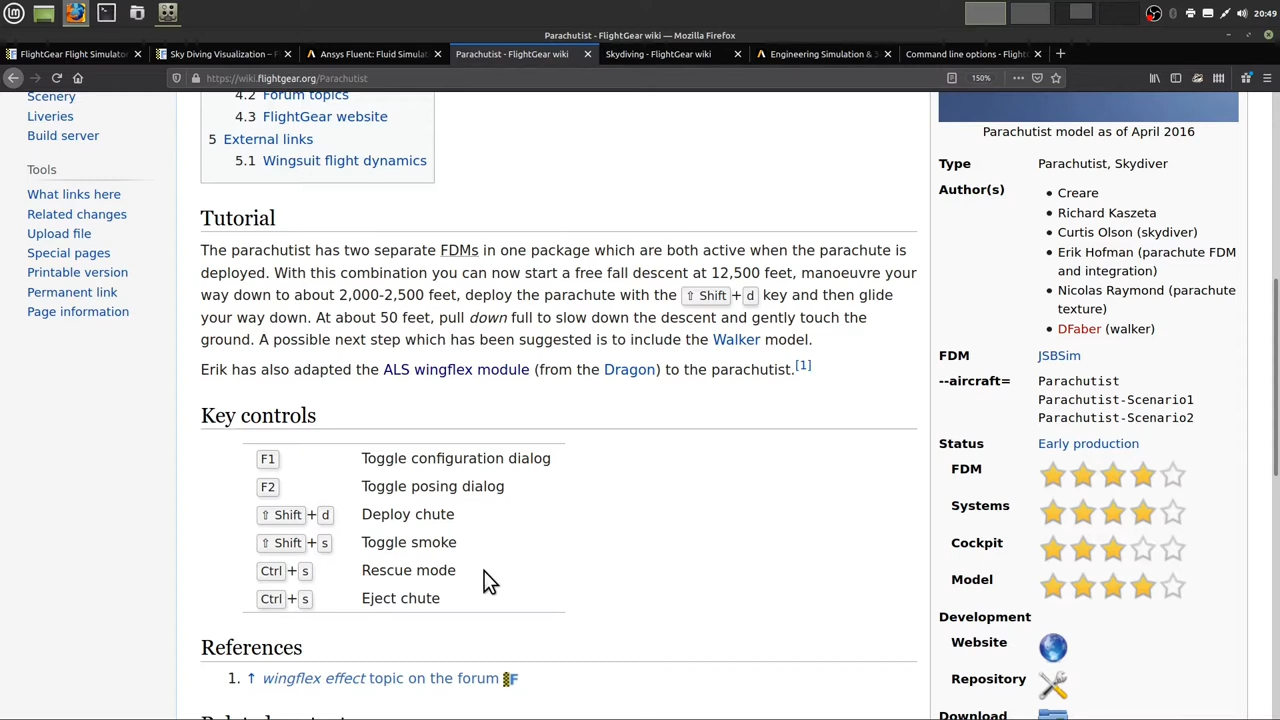 20:49
Parachutist - FlightGear wiki — Mozilla Firefox
FlightGear Flight Simulator
Sky Diving Visualization – F
Ansys Fluent: Fluid Simulat
Parachutist - FlightGear wiki
Skydiving - FlightGear wiki
Engineering Simulation & 3
Command line options - Flight
https://wiki.flightgear.org/Parachutist
150%
Scenery
Liveries
Build server
Tools
What links here
Related changes
Upload file
Special pages
Printable version
Permanent link
Page information
4.2 Forum topics
4.3 FlightGear website
5 External links
5.1 Wingsuit flight dynamics
Tutorial
The parachutist has two separate FDMs in one package which are both active when the parachute is
deployed. With this combination you can now start a free fall descent at 12,500 feet, manoeuvre your
way down to about 2,000-2,500 feet, deploy the parachute with the ⇧ Shift + d key and then glide
your way down. At about 50 feet, pull down full to slow down the descent and gently touch the
ground. A possible next step which has been suggested is to include the Walker model.
Erik has also adapted the ALS wingflex module (from the Dragon) to the parachutist.[1]
Key controls
F1 Toggle configuration dialog
F2 Toggle posing dialog
⇧ Shift + d Deploy chute
⇧ Shift + s Toggle smoke
Ctrl + s Rescue mode
Ctrl + s Eject chute
References
1. ↑ wingflex effect topic on the forum
Parachutist model as of April 2016
Type Parachutist, Skydiver
Author(s) • Creare
• Richard Kaszeta
• Curtis Olson (skydiver)
• Erik Hofman (parachute FDM
and integration)
• Nicolas Raymond (parachute
texture)
• DFaber (walker)
FDM JSBSim
--aircraft= Parachutist
Parachutist-Scenario1
Parachutist-Scenario2
Status Early production
FDM
Systems
Cockpit
Model
Development
Website
Repository
Download